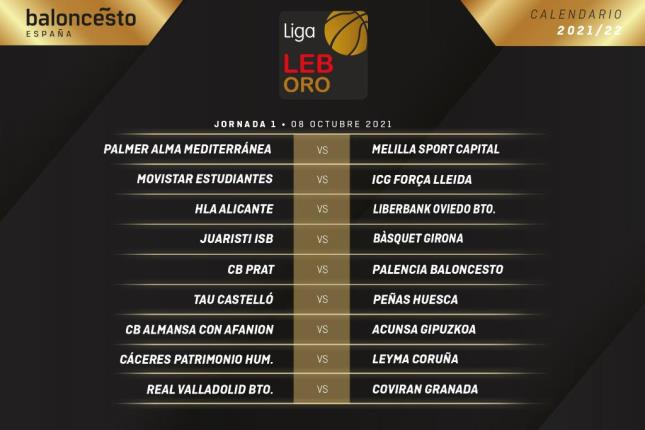 baloncesto
ESPAÑA
CALENDARIO
2021/22
Liga
LEB
ORO
JORNADA 1 • 08 OCTUBRE 2021
PALMER ALMA MEDITERRÁNEA VS MELILLA SPORT CAPITAL
MOVISTAR ESTUDIANTES VS ICG FORÇA LLEIDA
HLA ALICANTE VS LIBERBANK OVIEDO BTO.
JUARISTI ISB VS BÀSQUET GIRONA
CB PRAT VS PALENCIA BALONCESTO
TAU CASTELLÓ VS PEÑAS HUESCA
CB ALMANSA CON AFANION VS ACUNSA GIPUZKOA
CÁCERES PATRIMONIO HUM. VS LEYMA CORUÑA
REAL VALLADOLID BTO. VS COVIRAN GRANADA